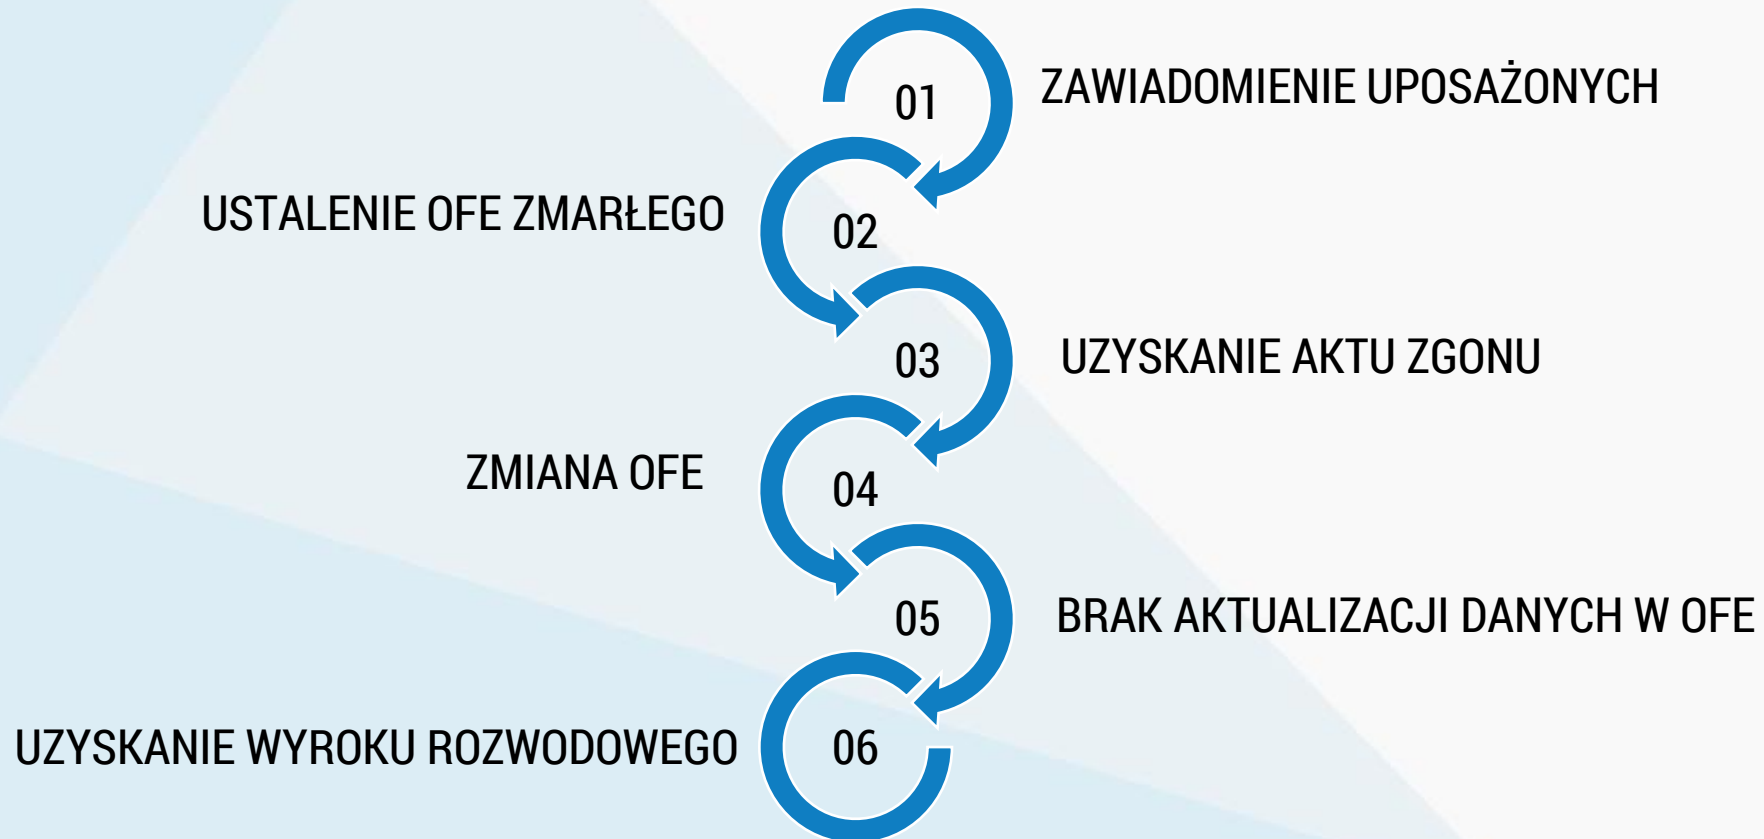 01
ZAWIADOMIENIE UPOSAŻONYCH
USTALENIE OFE ZMARŁEGO
02
03
UZYSKANIE AKTU ZGONU
ZMIANA OFE
04
05
BRAK AKTUALIZACJI DANYCH W OFE
UZYSKANIE WYROKU ROZWODOWEGO
06